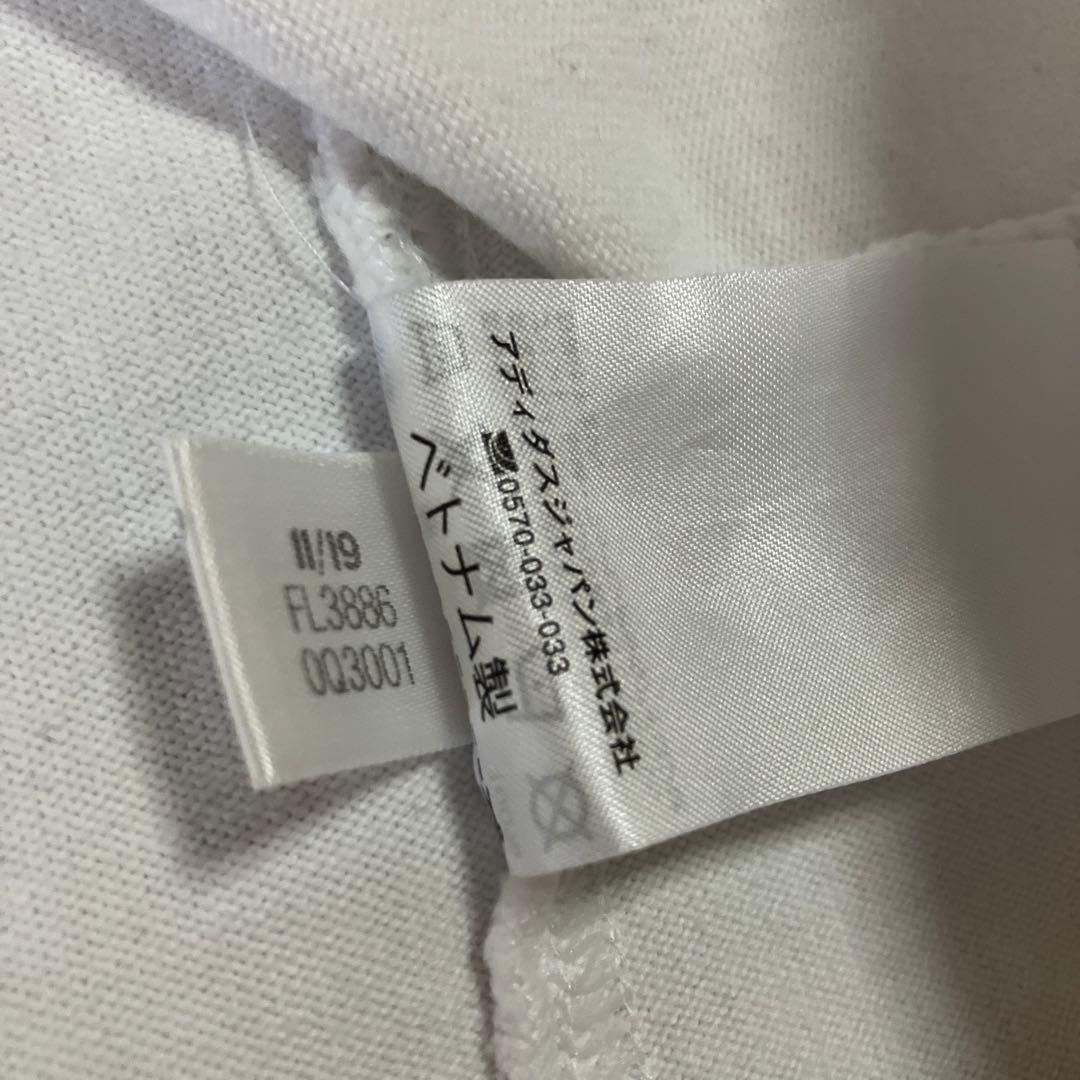 11/19
FL3886
0Q3001
アディダスジャパン株式会社
0570-033-033
ベトナム製